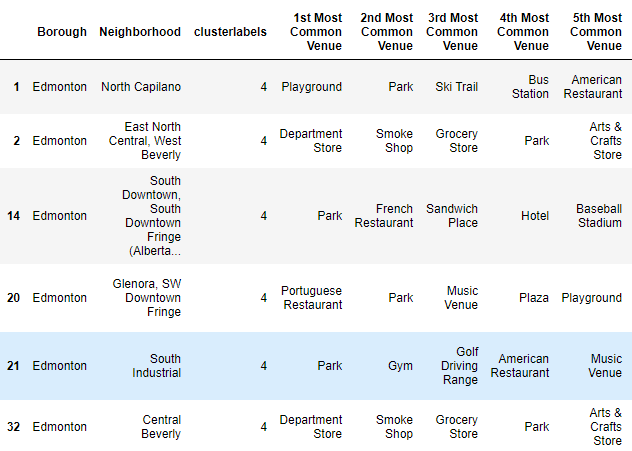 Borough Neighborhood clusterlabels 1st Most Common Venue 2nd Most Common Venue 3rd Most Common Venue 4th Most Common Venue 5th Most Common Venue
1 Edmonton North Capilano 4 Playground Park Ski Trail Bus Station American Restaurant
2 Edmonton East North Central, West Beverly 4 Department Store Smoke Shop Grocery Store Park Arts & Crafts Store
14 Edmonton South Downtown, South Downtown Fringe (Alberta... 4 Park French Restaurant Sandwich Place Hotel Baseball Stadium
20 Edmonton Glenora, SW Downtown Fringe 4 Portuguese Restaurant Park Music Venue Plaza Playground
21 Edmonton South Industrial 4 Park Gym Golf Driving Range American Restaurant Music Venue
32 Edmonton Central Beverly 4 Department Store Smoke Shop Grocery Store Park Arts & Crafts Store